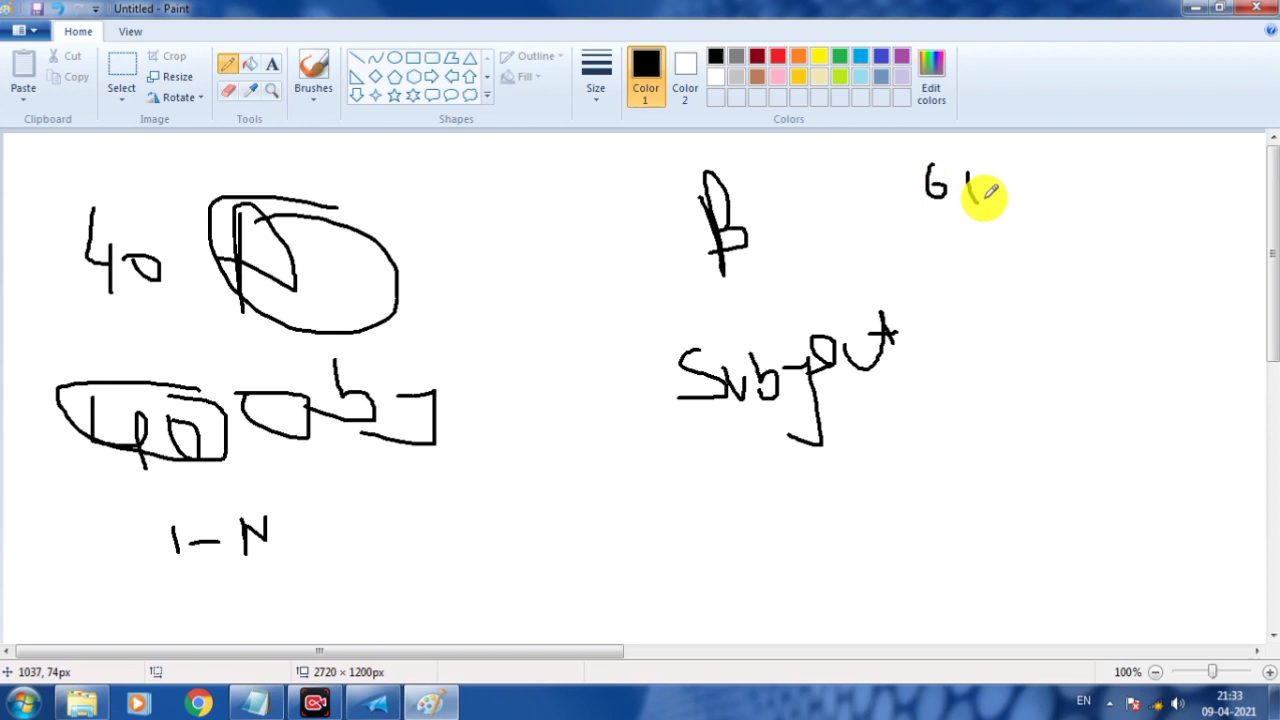 Untitled - Paint
Home View
Cut
Copy
Paste
Clipboard
Crop
Resize
Rotate
Select
Image
Tools
Brushes
Shapes
Outline
Fill
Size
Color 1
Color 2
Edit colors
Colors
40
B
1 - N
1037, 74px
2720 × 1200px
100%
EN
21:33
09-04-2021